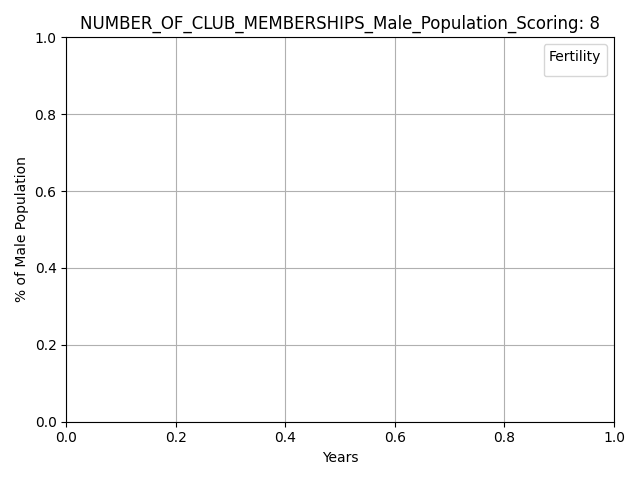 NUMBER_OF_CLUB_MEMBERSHIPS_Male_Population_Scoring: 8
Fertility
1.0
0.8
0.6
0.4
0.2
0.0
% of Male Population
0.0 0.2 0.4 0.6 0.8 1.0
Years